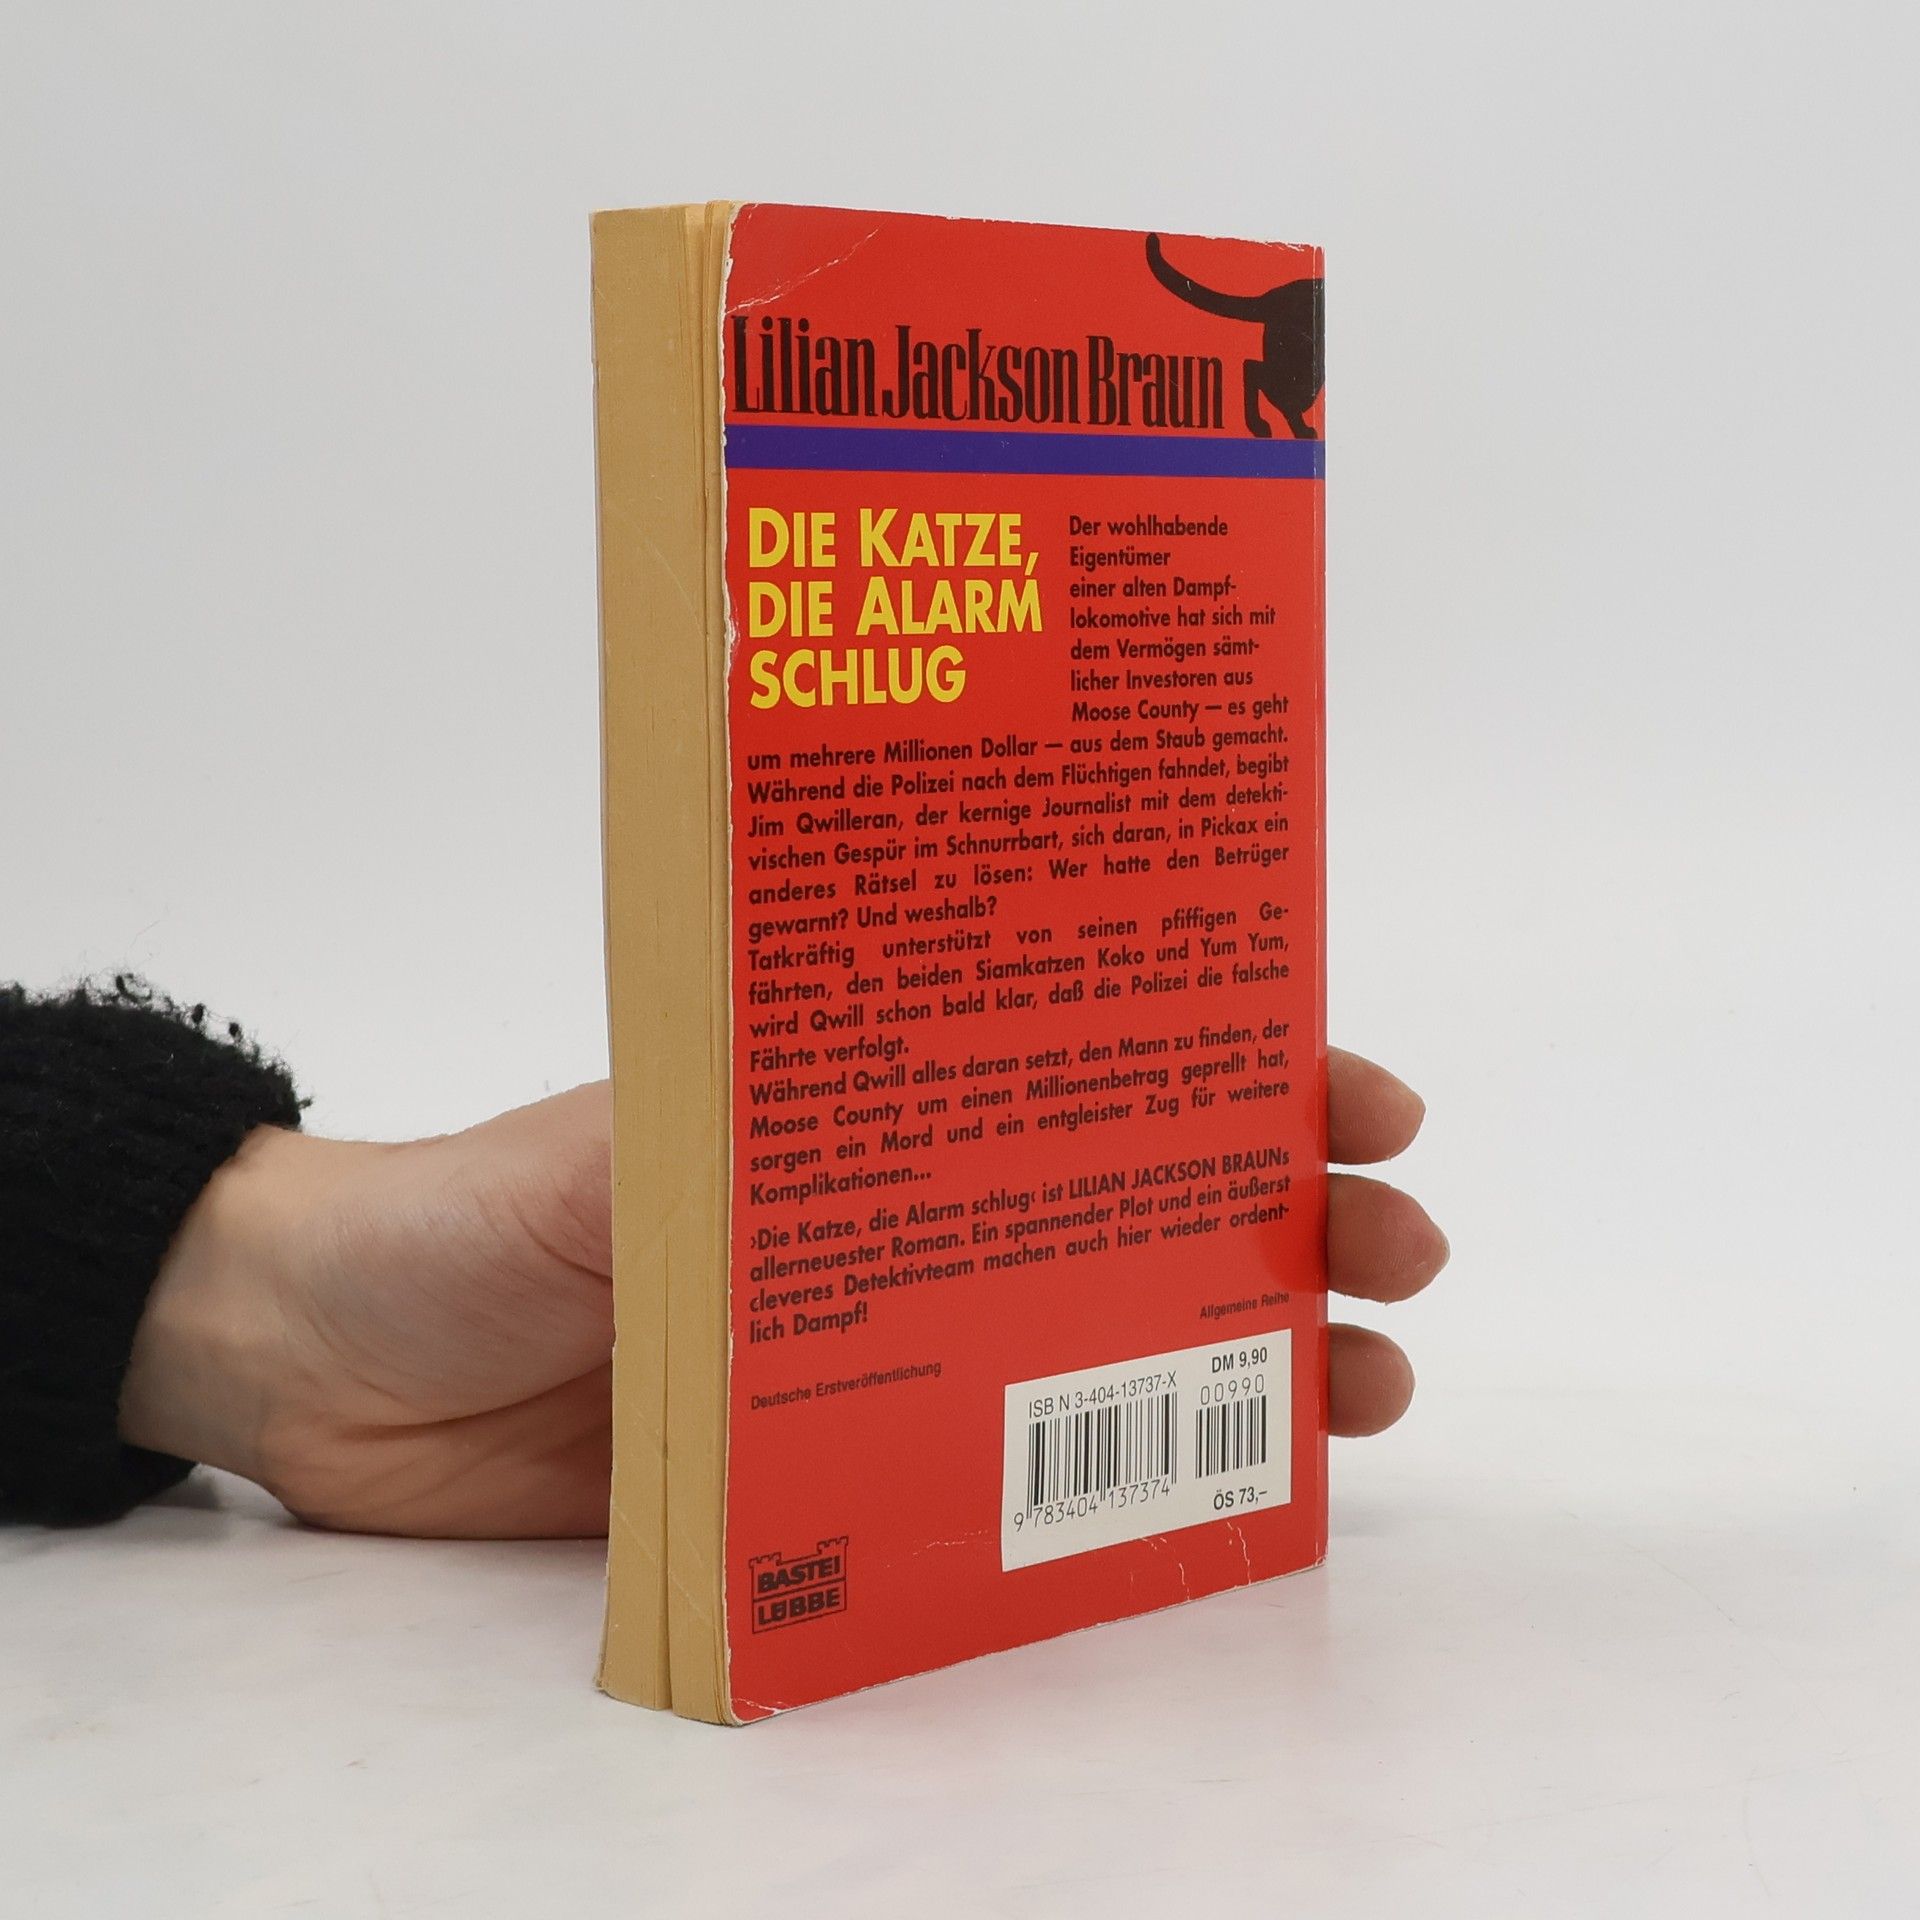 Lilian Jackson Braun
DIE KATZE,
DIE ALARM
SCHLUG
Der wohlhabende
Eigentümer
einer alten Dampf-
lokomotive hat sich mit
dem Vermögen sämt-
licher Investoren aus
Moose County — es geht
um mehrere Millionen Dollar — aus dem Staub gemacht.
Während die Polizei nach dem Flüchtigen fahndet, begibt
Jim Qwilleran, der kernige Journalist mit dem detekti-
vischen Gespür im Schnurrbart, sich daran, in Pickax ein
anderes Rätsel zu lösen: Wer hatte den Betrüger
gewarnt? Und weshalb?
Tatkräftig unterstützt von seinen pfiffigen Ge-
fährten, den beiden Siamkatzen Koko und Yum Yum,
wird Qwill schon bald klar, daß die Polizei die falsche
Fährte verfolgt.
Während Qwill alles daran setzt, den Mann zu finden, der
Moose County um einen Millionenbetrag geprellt hat,
sorgen ein Mord und ein entgleister Zug für weitere
Komplikationen...
›Die Katze, die Alarm schlug‹ ist LILIAN JACKSON BRAUNs
allerneuester Roman. Ein spannender Plot und ein äußerst
cleveres Detektivteam machen auch hier wieder ordent-
lich Dampf!
Allgemeine Reihe
Deutsche Erstveröffentlichung
DM 9,90
ISBN 3-404-13737-X
00990
9 783404 137374
ÖS 73,–
BASTEI
LÜBBE